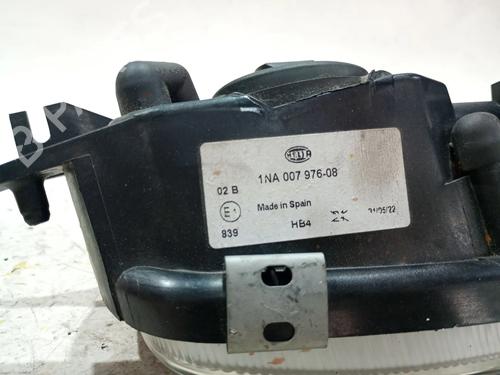 HELLA
1NA 007 976-08
02 B
E1
Made in Spain
839
HB4